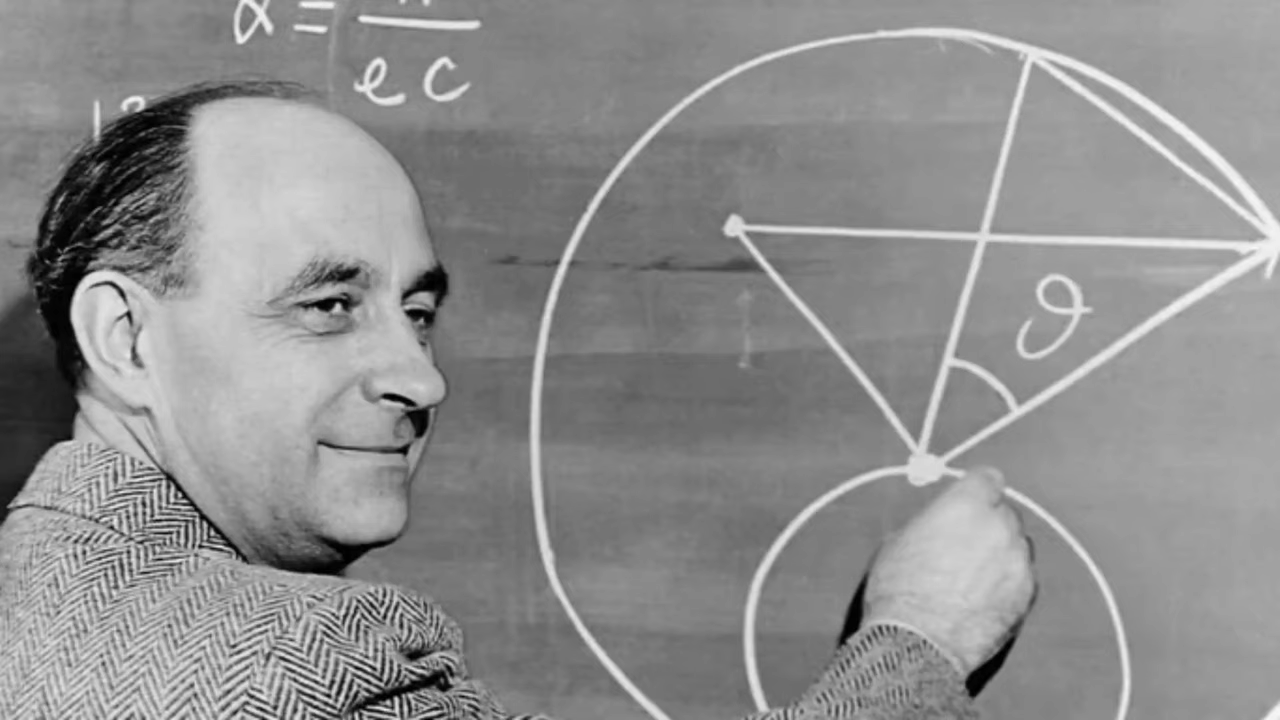 α =
ec
ϑ